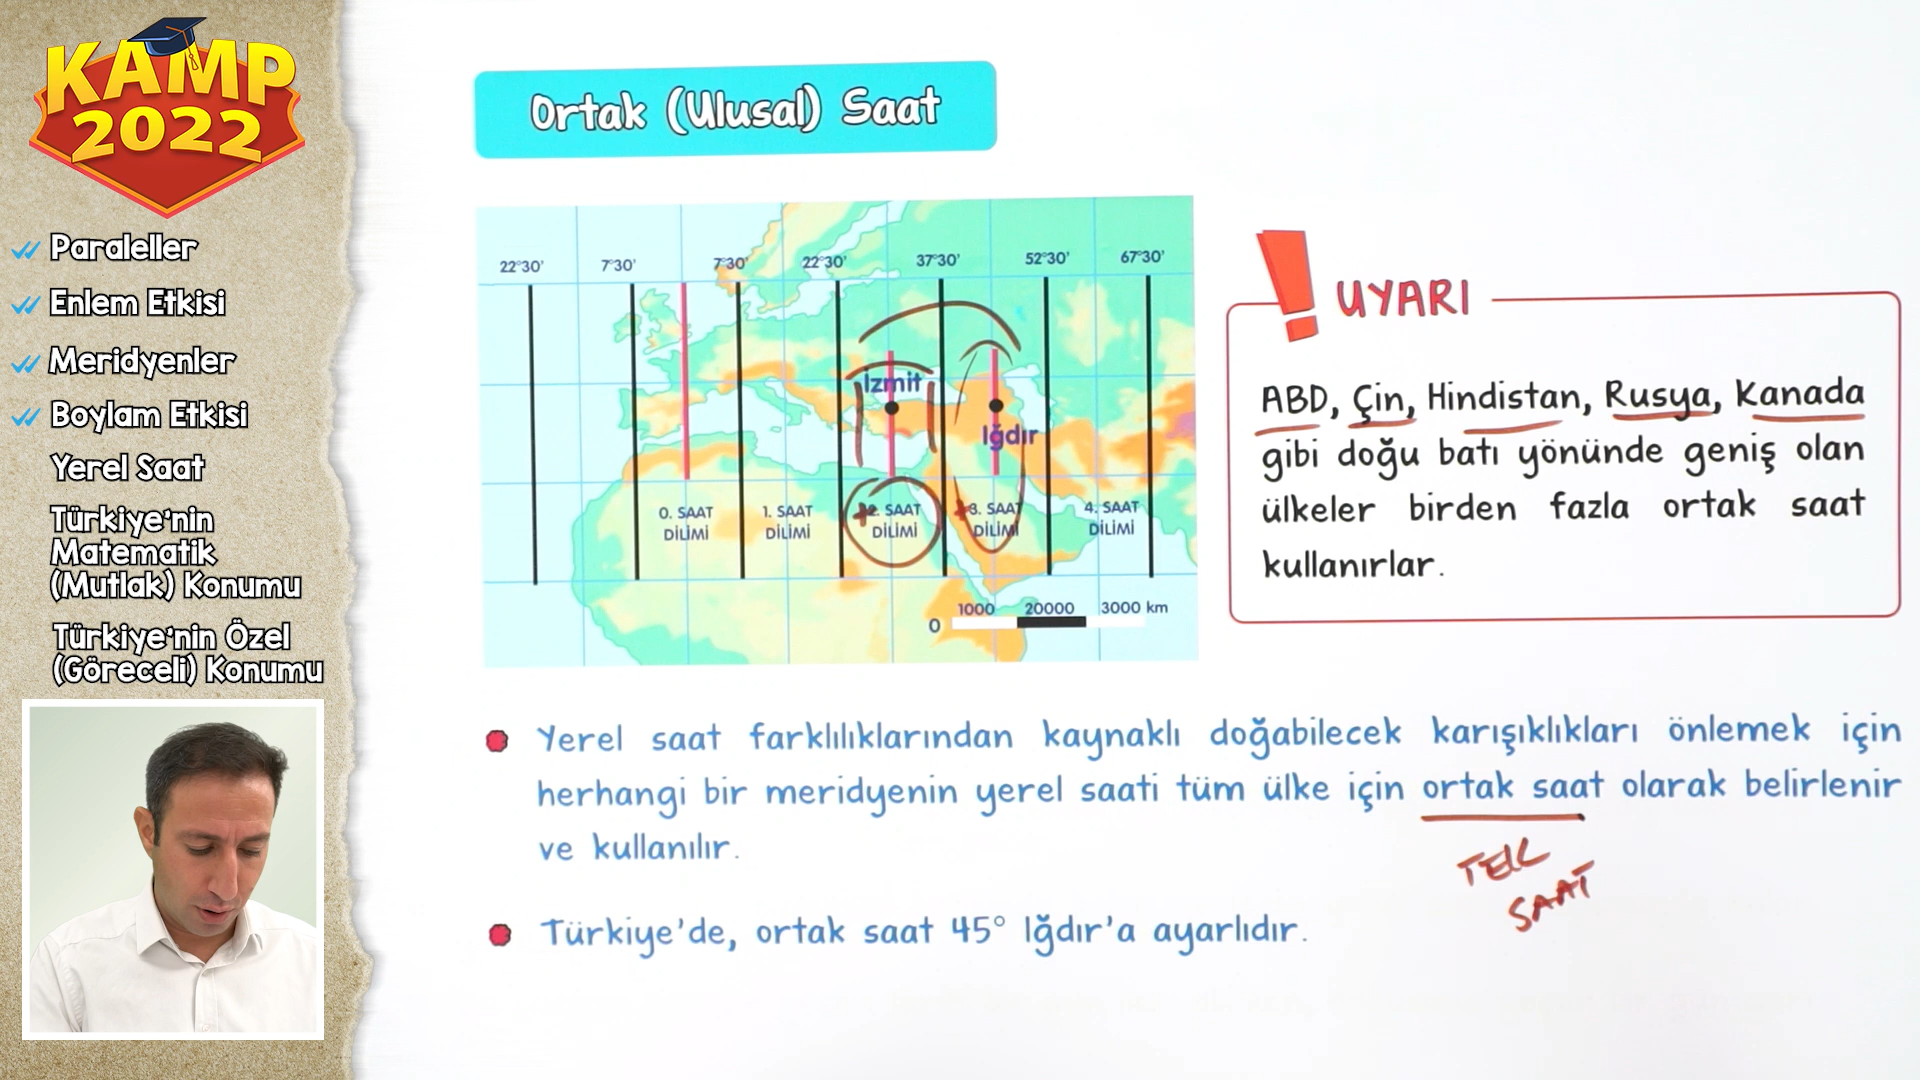 KAMP
2022
Paraleller
Enlem Etkisi
Meridyenler
Boylam Etkisi
Yerel Saat
Türkiye'nin
Matematik
(Mutlak) Konumu
Türkiye'nin Özel
(Göreceli) Konumu
Ortak (Ulusal) Saat
22°30' 7°30' 7°30' 22°30' 37°30' 52°30' 67°30'
İzmit
Iğdır
0. SAAT DİLİMİ
1. SAAT DİLİMİ
+2. SAAT DİLİMİ
+3. SAAT DİLİMİ
4. SAAT DİLİMİ
0 1000 20000 3000 km
UYARI
ABD, Çin, Hindistan, Rusya, Kanada
gibi doğu batı yönünde geniş olan
ülkeler birden fazla ortak saat
kullanırlar.
Yerel saat farklılıklarından kaynaklı doğabilecek karışıklıkları önlemek için
herhangi bir meridyenin yerel saati tüm ülke için ortak saat olarak belirlenir
ve kullanılır.
TEK
SAAT
Türkiye'de, ortak saat 45° Iğdır'a ayarlıdır.